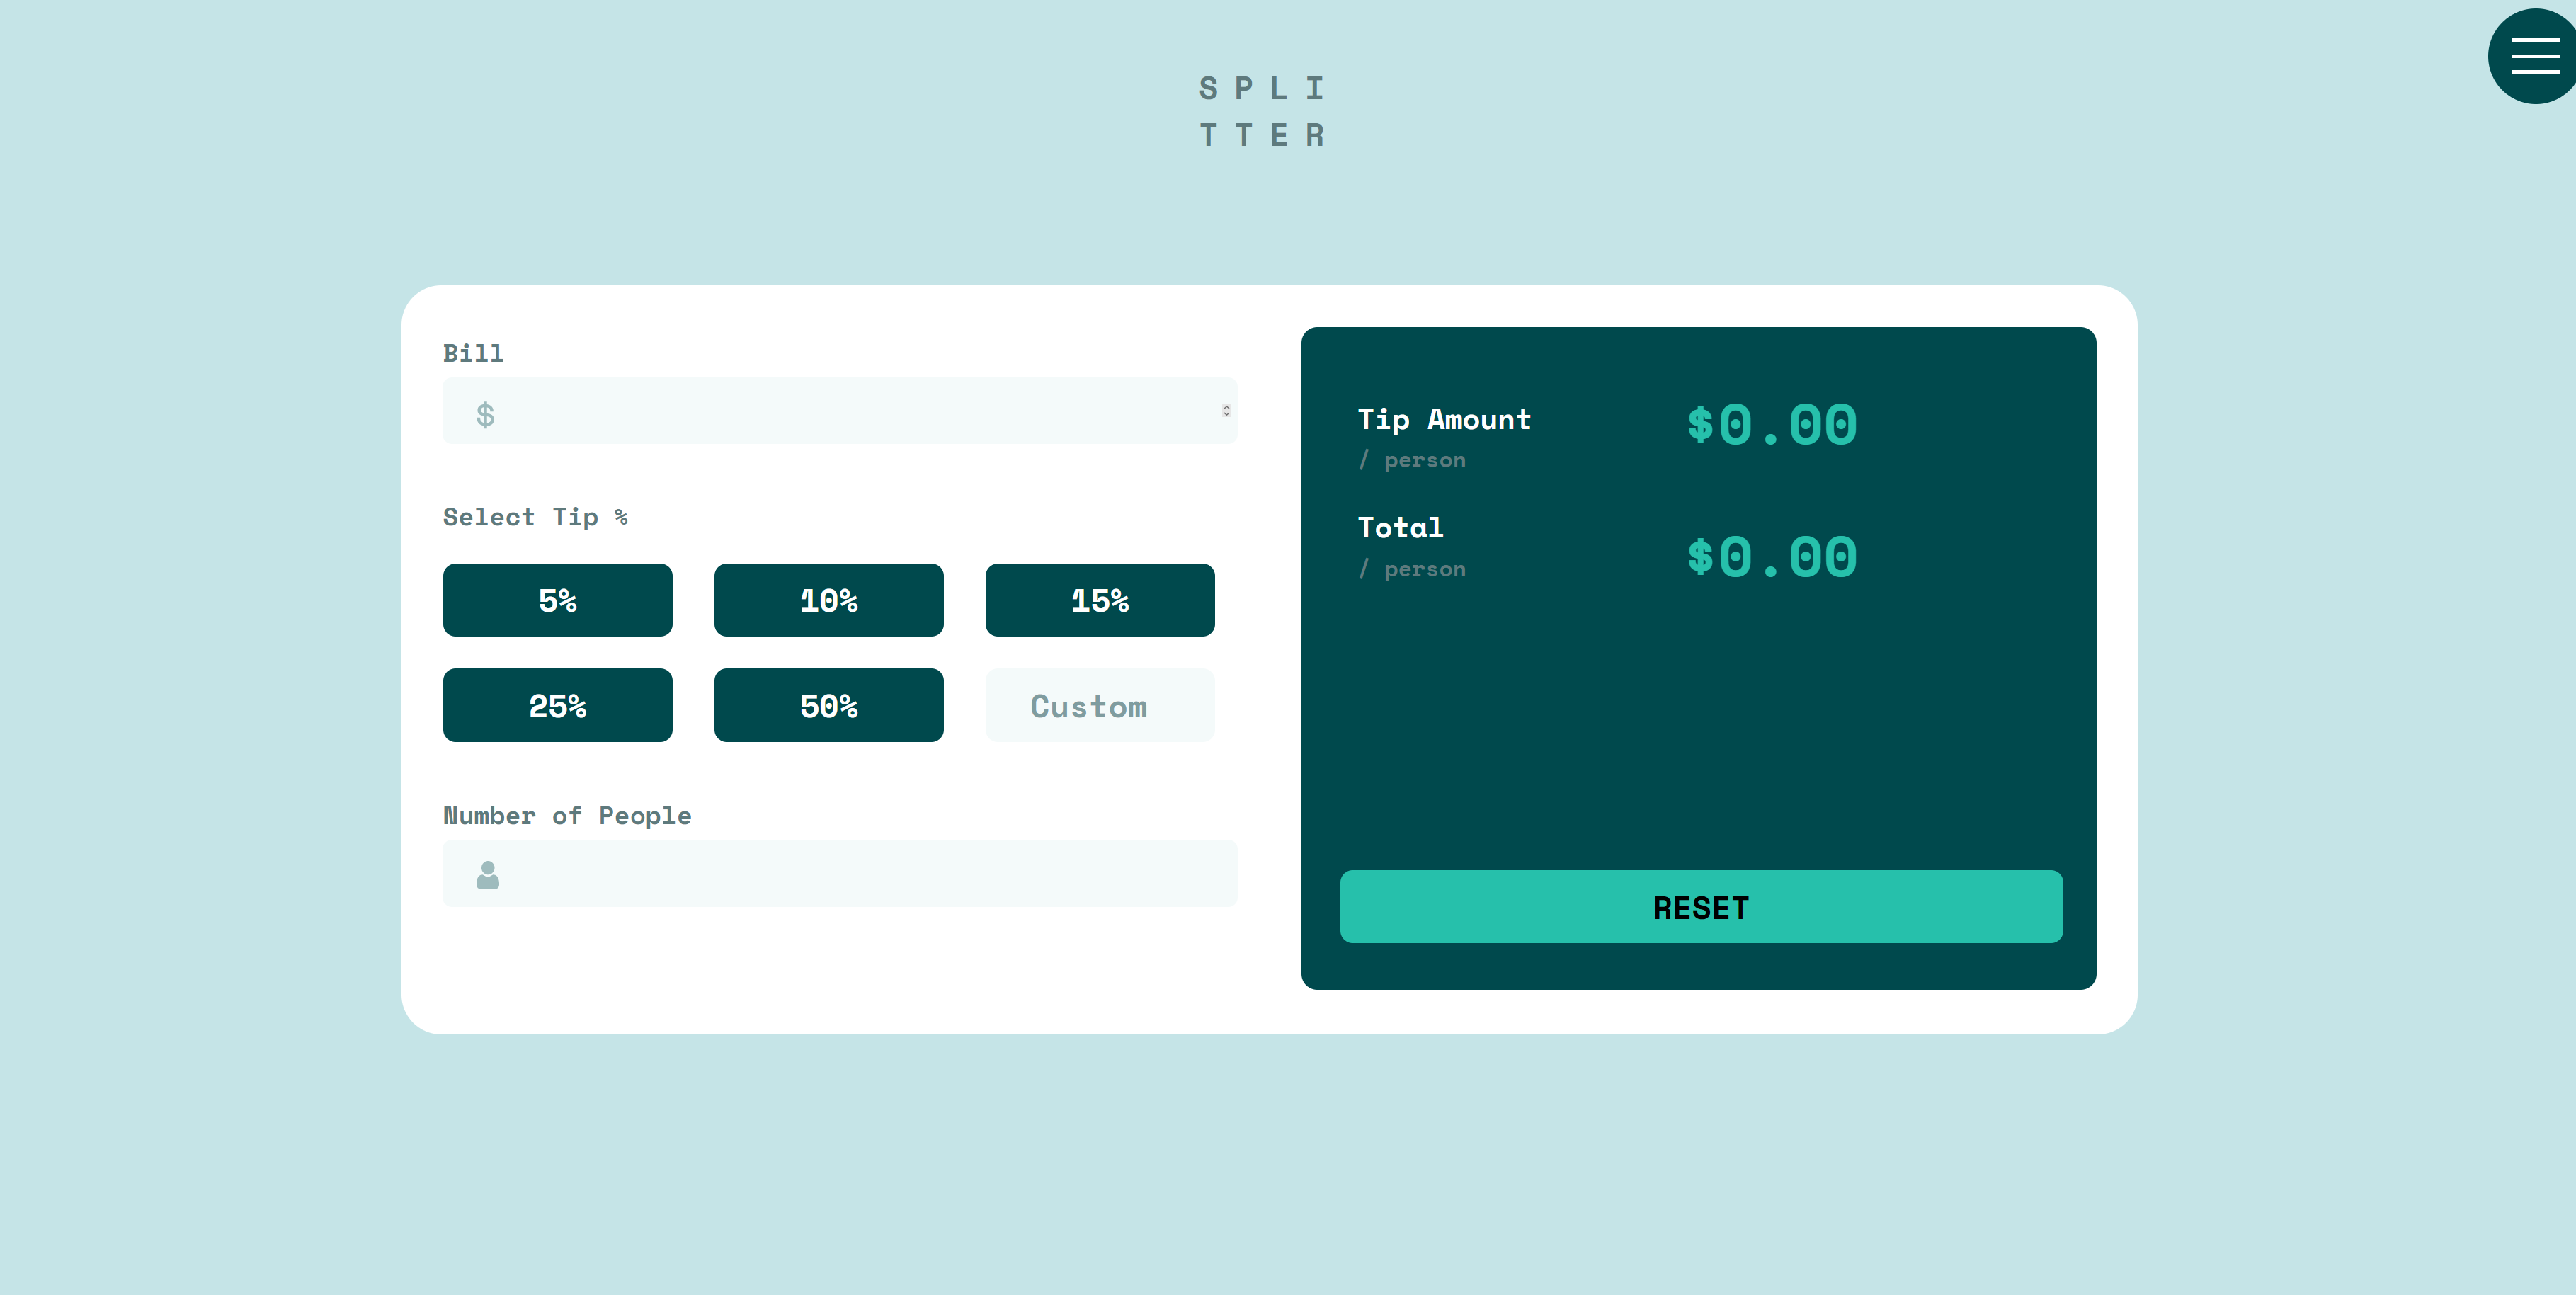 S P L I
T T E R
Bill
$
Select Tip %
5% 10% 15%
25% 50% Custom
Number of People
Tip Amount $0.00
/ person
Total $0.00
/ person
RESET